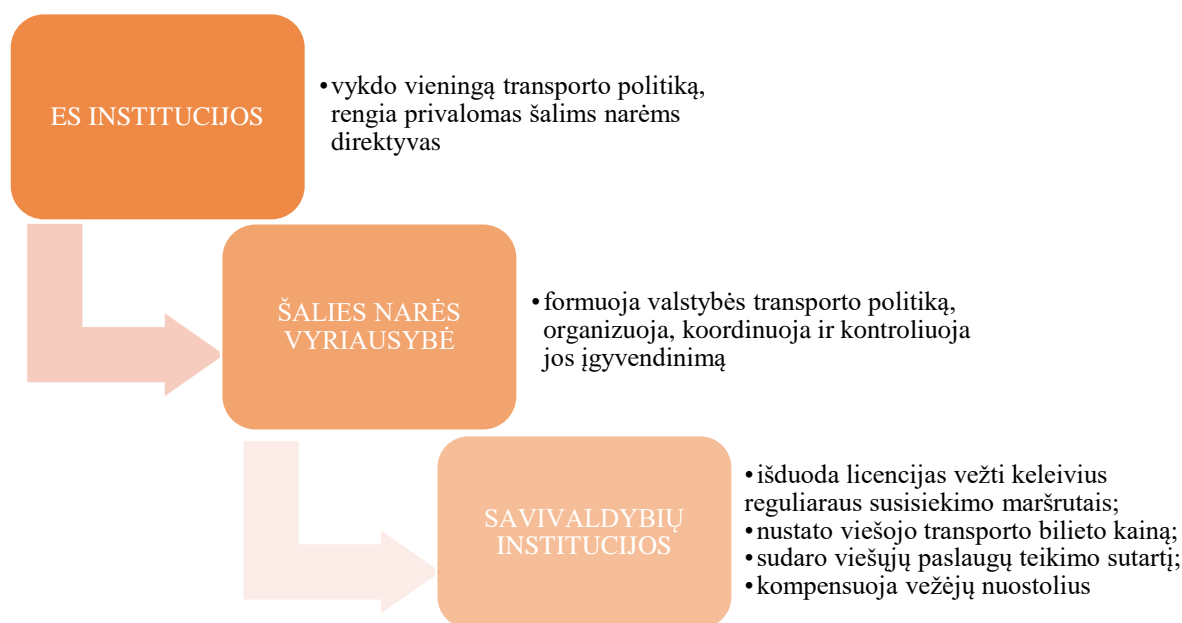 ES INSTITUCIJOS
•vykdo vieningą transporto politiką,
rengia privalomas šalims narėms
direktyvas
ŠALIES NARĖS
VYRIAUSYBĖ
•formuoja valstybės transporto politiką,
organizuoja, koordinuoja ir kontroliuoja
jos įgyvendinimą
SAVIVALDYBIŲ
INSTITUCIJOS
•išduoda licencijas vežti keleivius
reguliaraus susisiekimo maršrutais;
•nustato viešojo transporto bilieto kainą;
•sudaro viešųjų paslaugų teikimo sutartį;
•kompensuoja vežėjų nuostolius